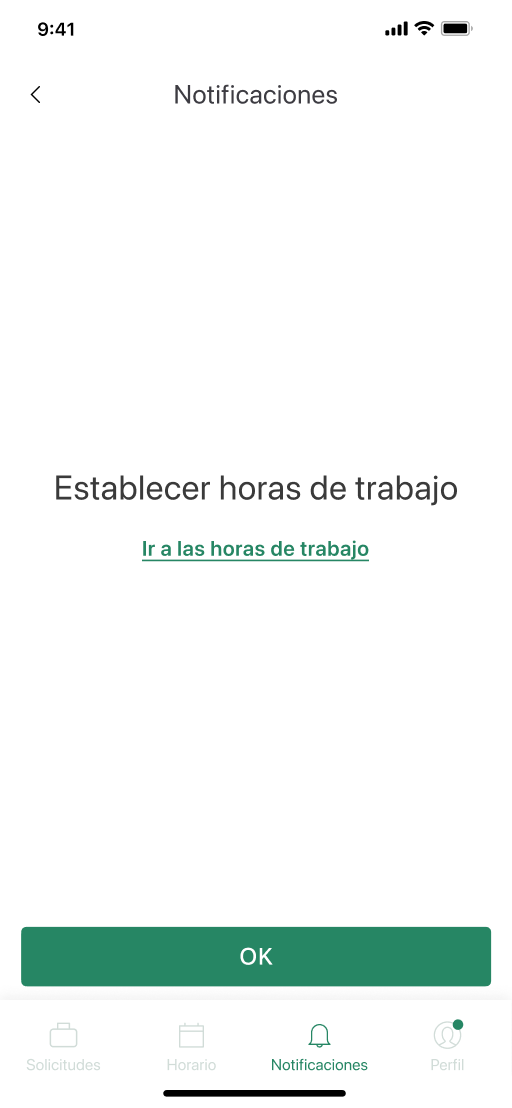 9:41
Notificaciones
Establecer horas de trabajo
Ir a las horas de trabajo
OK
Solicitudes
Horario
Notificaciones
Perfil